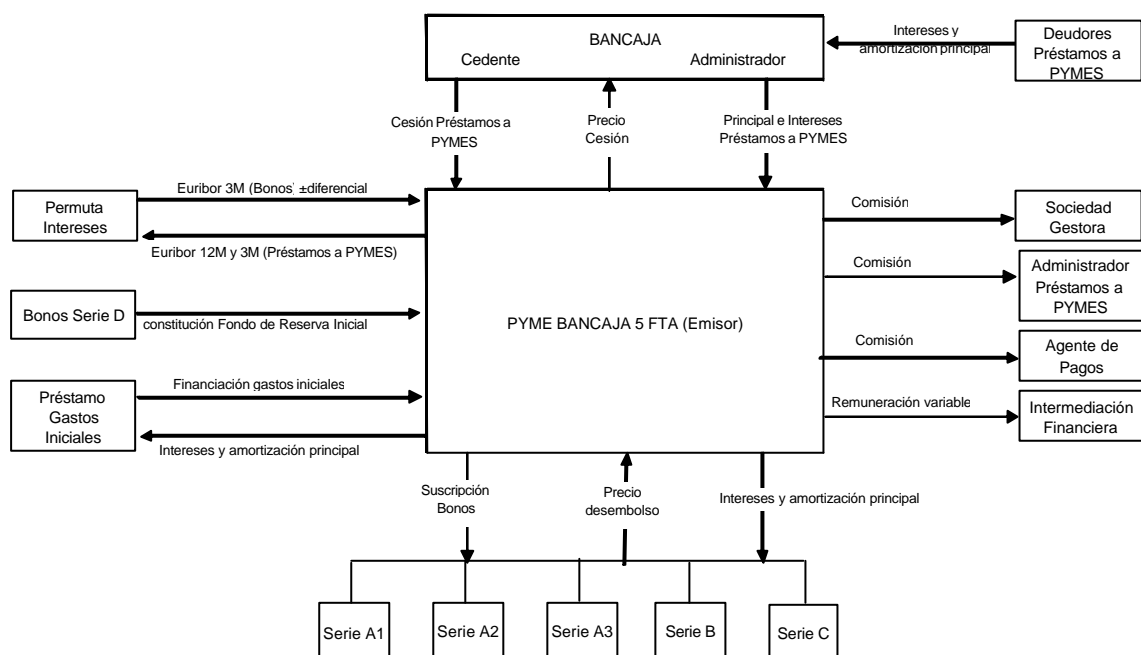 BANCAJA
Cedente
Administrador
Intereses y
amortización principal
Deudores
Préstamos a
PYMES
Cesión Préstamos a
PYMES
Precio
Cesión
Principal e Intereses
Préstamos a PYMES
Permuta
Intereses
Euribor 3M (Bonos) ±diferencial
Euribor 12M y 3M (Préstamos a PYMES)
Bonos Serie D
constitución Fondo de Reserva Inicial
Préstamo
Gastos
Iniciales
Financiación gastos iniciales
Intereses y amortización principal
PYME BANCAJA 5 FTA (Emisor)
Comisión
Sociedad
Gestora
Comisión
Administrador
Préstamos a
PYMES
Comisión
Agente de
Pagos
Remuneración variable
Intermediación
Financiera
Suscripción
Bonos
Precio
desembolso
Intereses y amortización principal
Serie A1
Serie A2
Serie A3
Serie B
Serie C